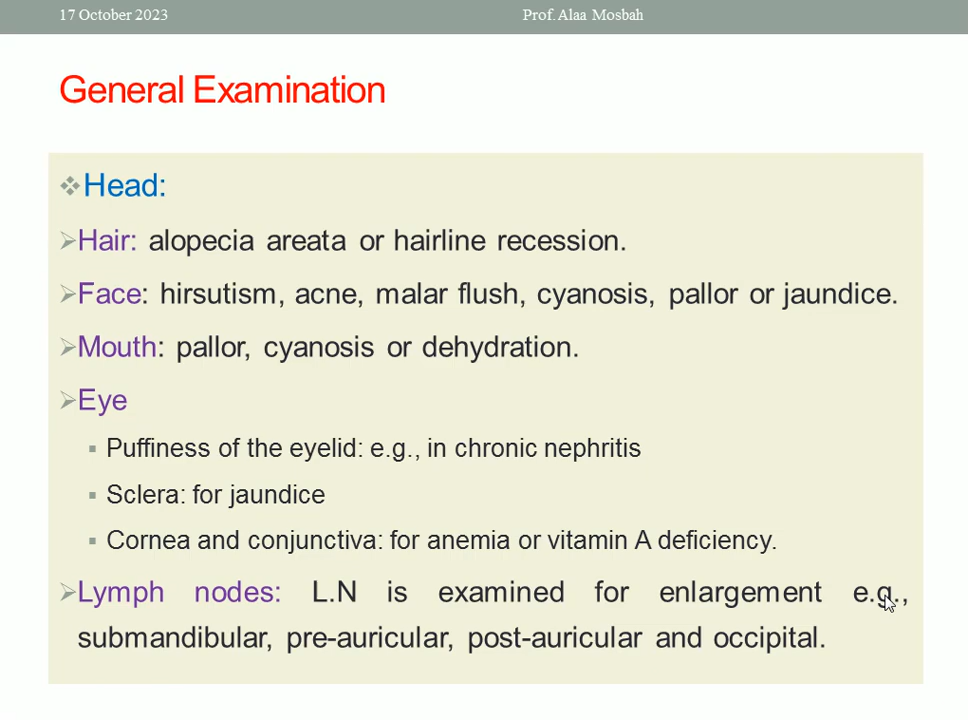 17 October 2023 Prof. Alaa Mosbah
General Examination
Head:
Hair: alopecia areata or hairline recession.
Face: hirsutism, acne, malar flush, cyanosis, pallor or jaundice.
Mouth: pallor, cyanosis or dehydration.
Eye
Puffiness of the eyelid: e.g., in chronic nephritis
Sclera: for jaundice
Cornea and conjunctiva: for anemia or vitamin A deficiency.
Lymph nodes: L.N is examined for enlargement e.g.,
submandibular, pre-auricular, post-auricular and occipital.